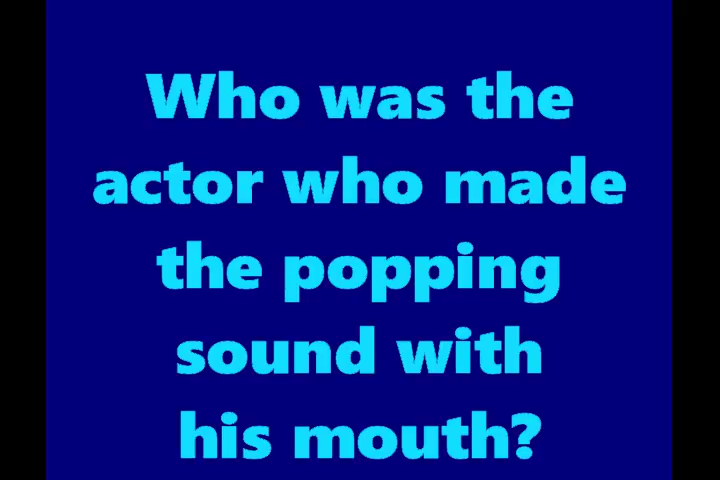 Who was the
actor who made
the popping
sound with
his mouth?